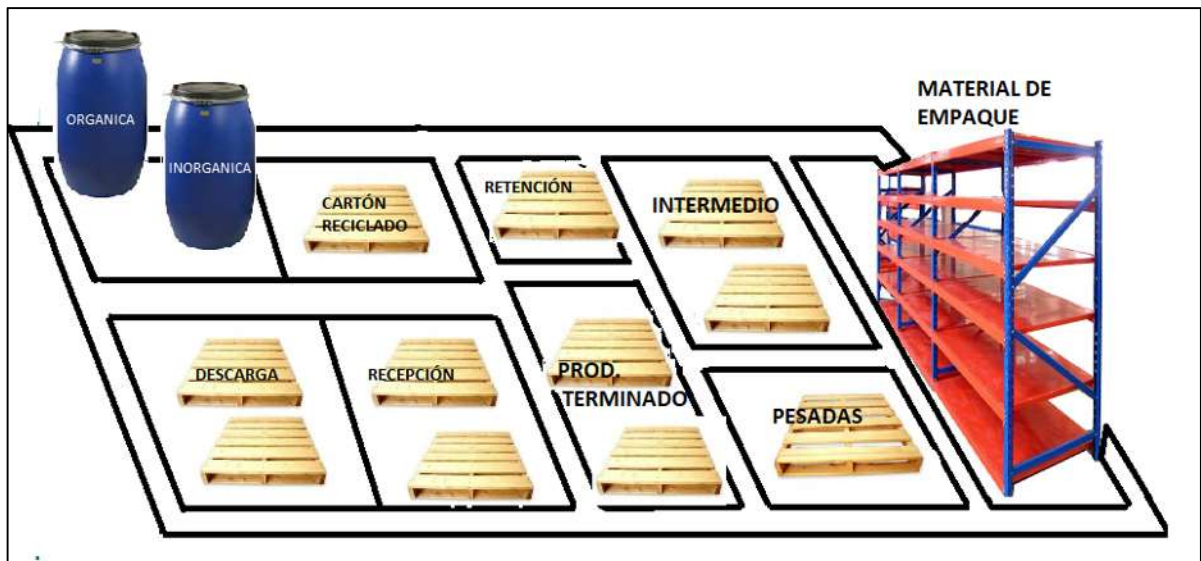 ORGANICA
INORGANICA
MATERIAL DE
EMPAQUE
CARTÓN
RECICLADO
RETENCIÓN
INTERMEDIO
DESCARGA
RECEPCIÓN
PROD.
TERMINADO
PESADAS